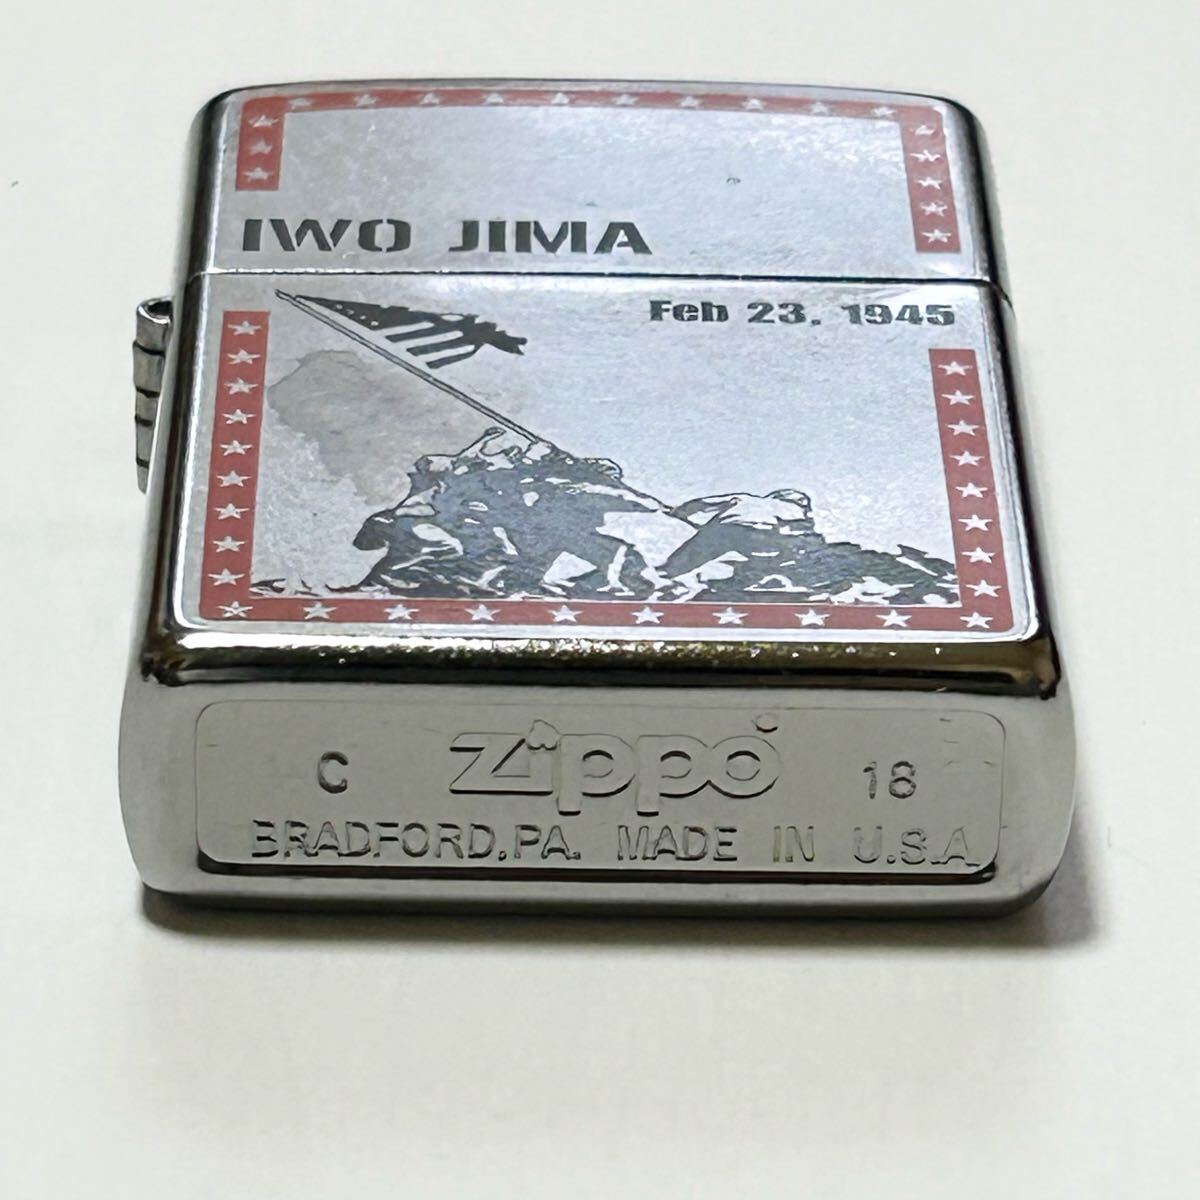 IWO JIMA
Feb 23, 1945
C Zippo 18
BRADFORD,PA. MADE IN U.S.A.